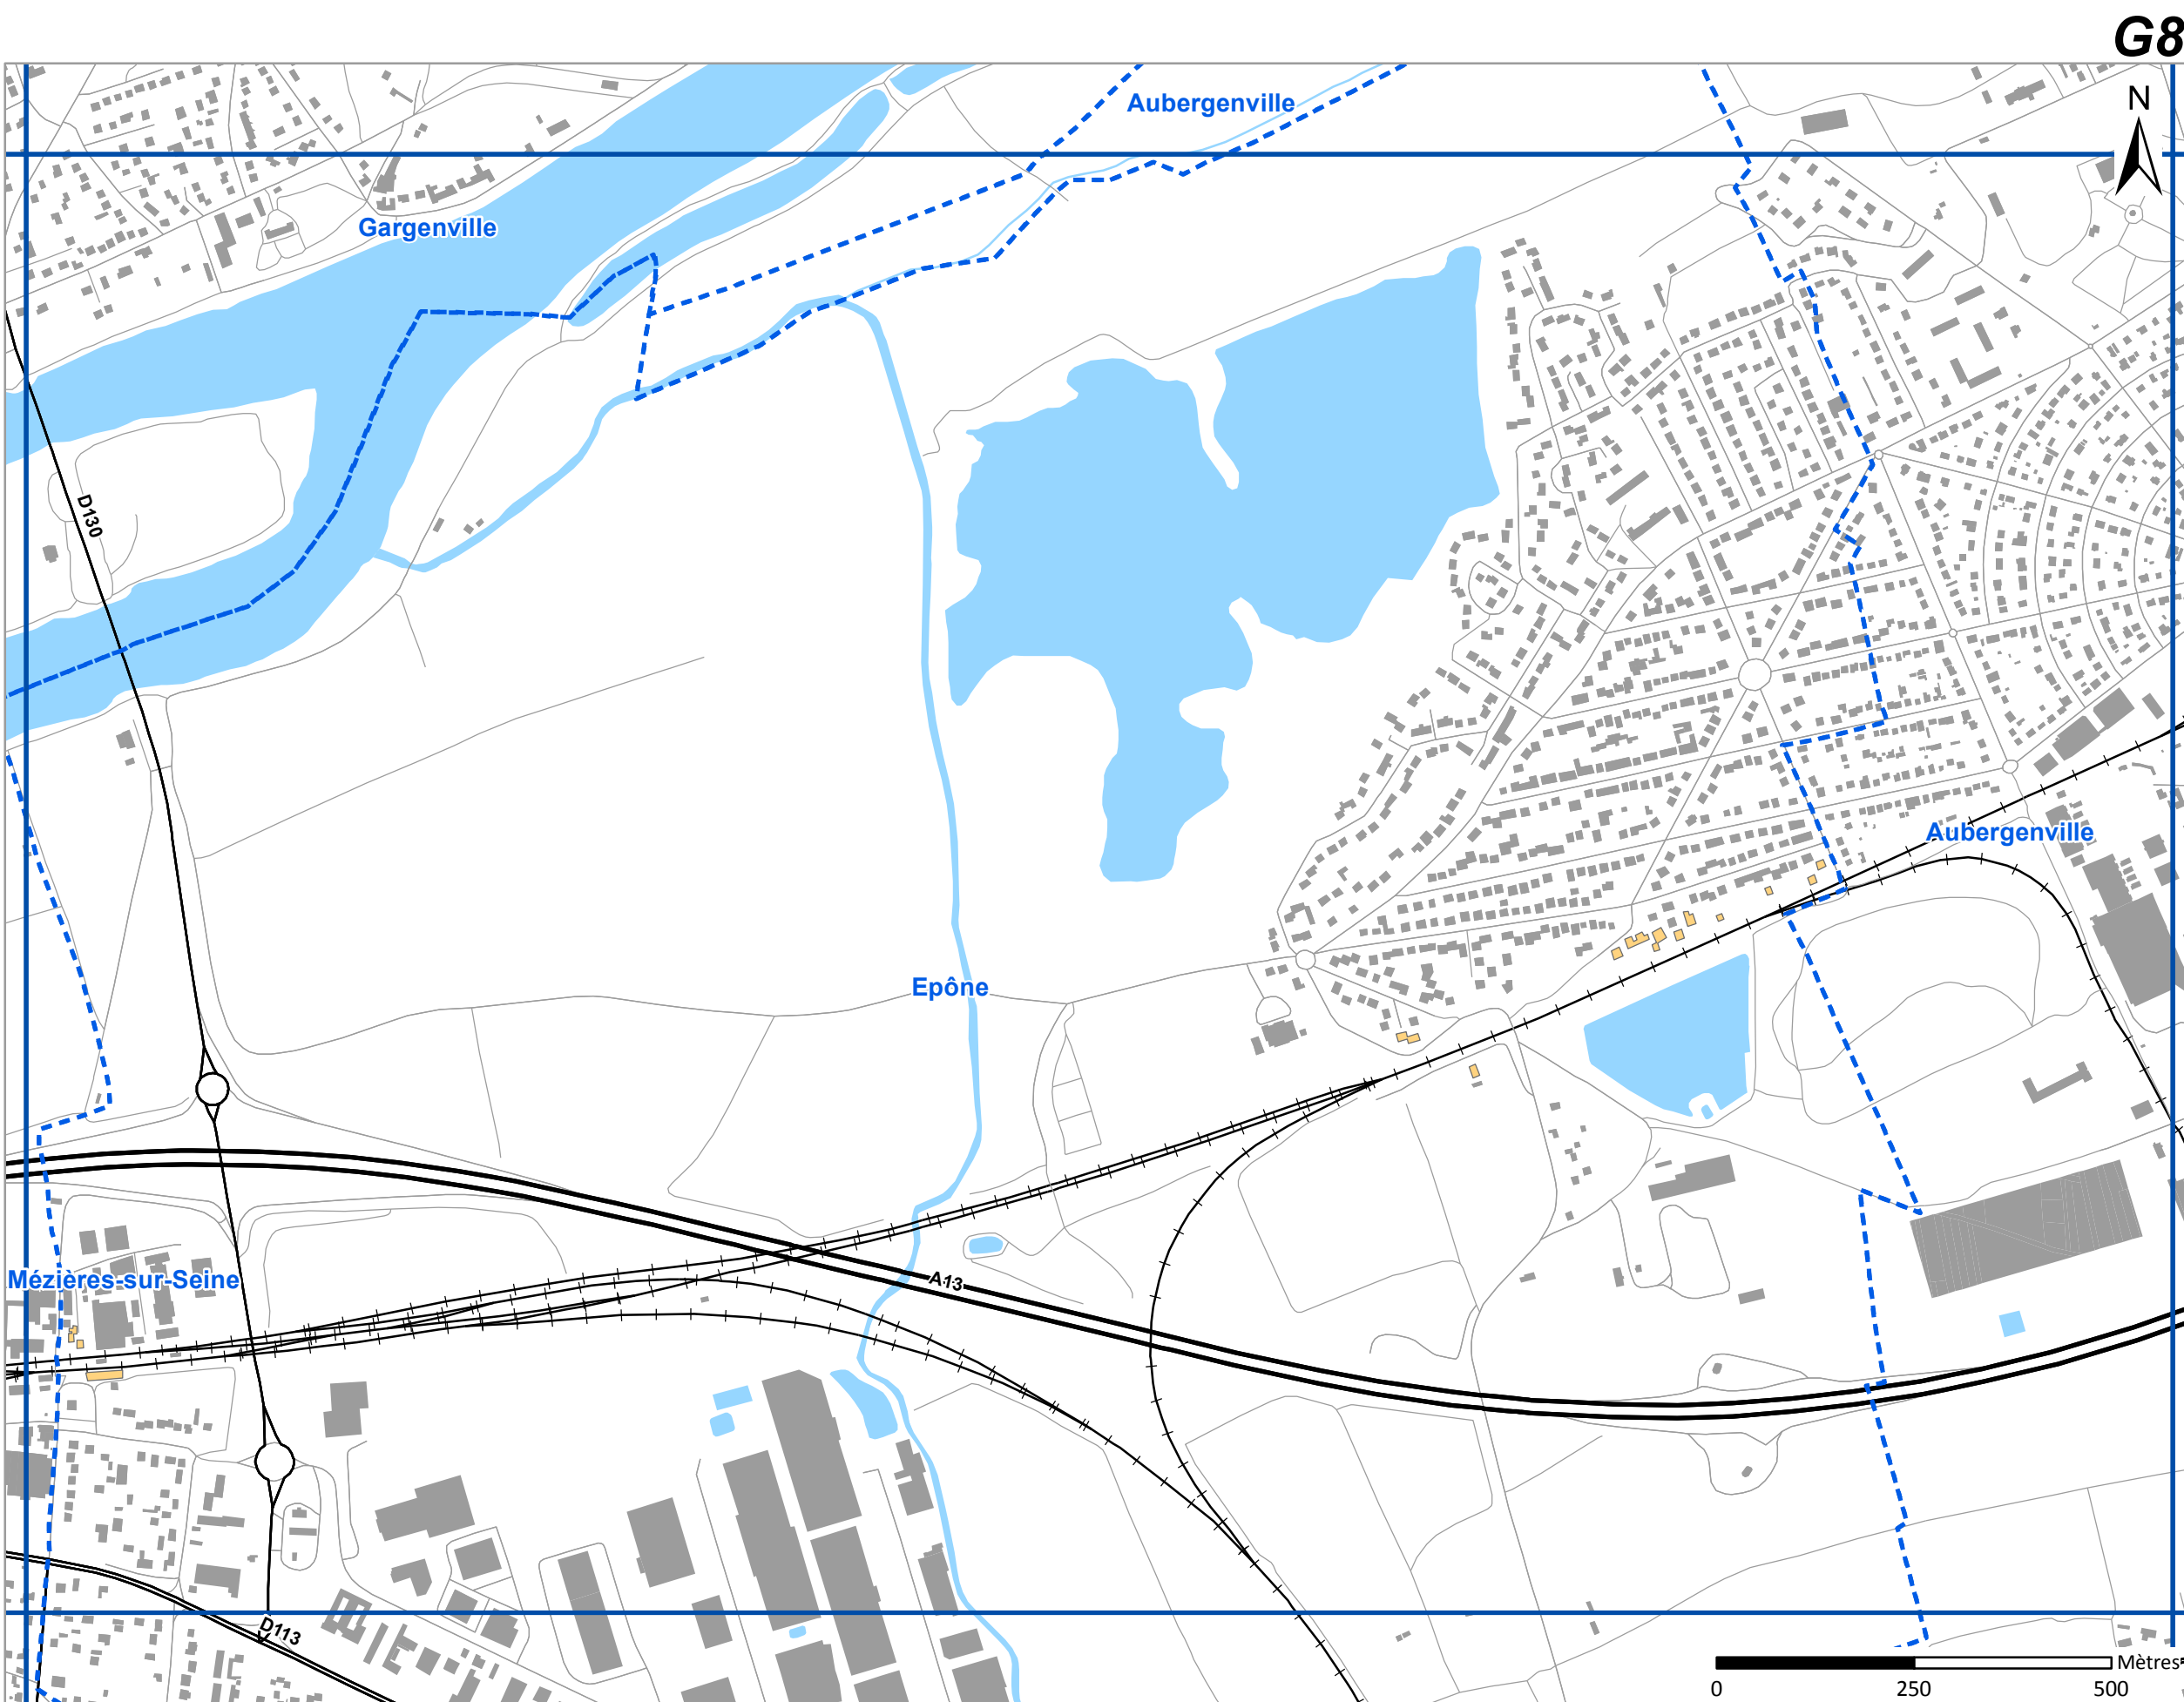 G8
N
Aubergenville
Gargenville
D130
Aubergenville
Epône
A13
Mézières-sur-Seine
D113
Mètres
0 250 500